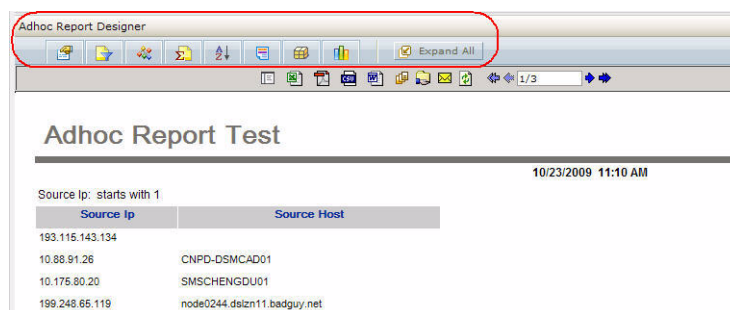 Adhoc Report Designer
Expand All
1/3
Adhoc Report Test
10/23/2009 11:10 AM
Source Ip: starts with 1
Source Ip Source Host
193.115.143.134
10.88.91.26 CNPD-DSMCAD01
10.175.80.20 SMSCHENGDU01
199.248.65.119 node0244.dslzn11.badguy.net